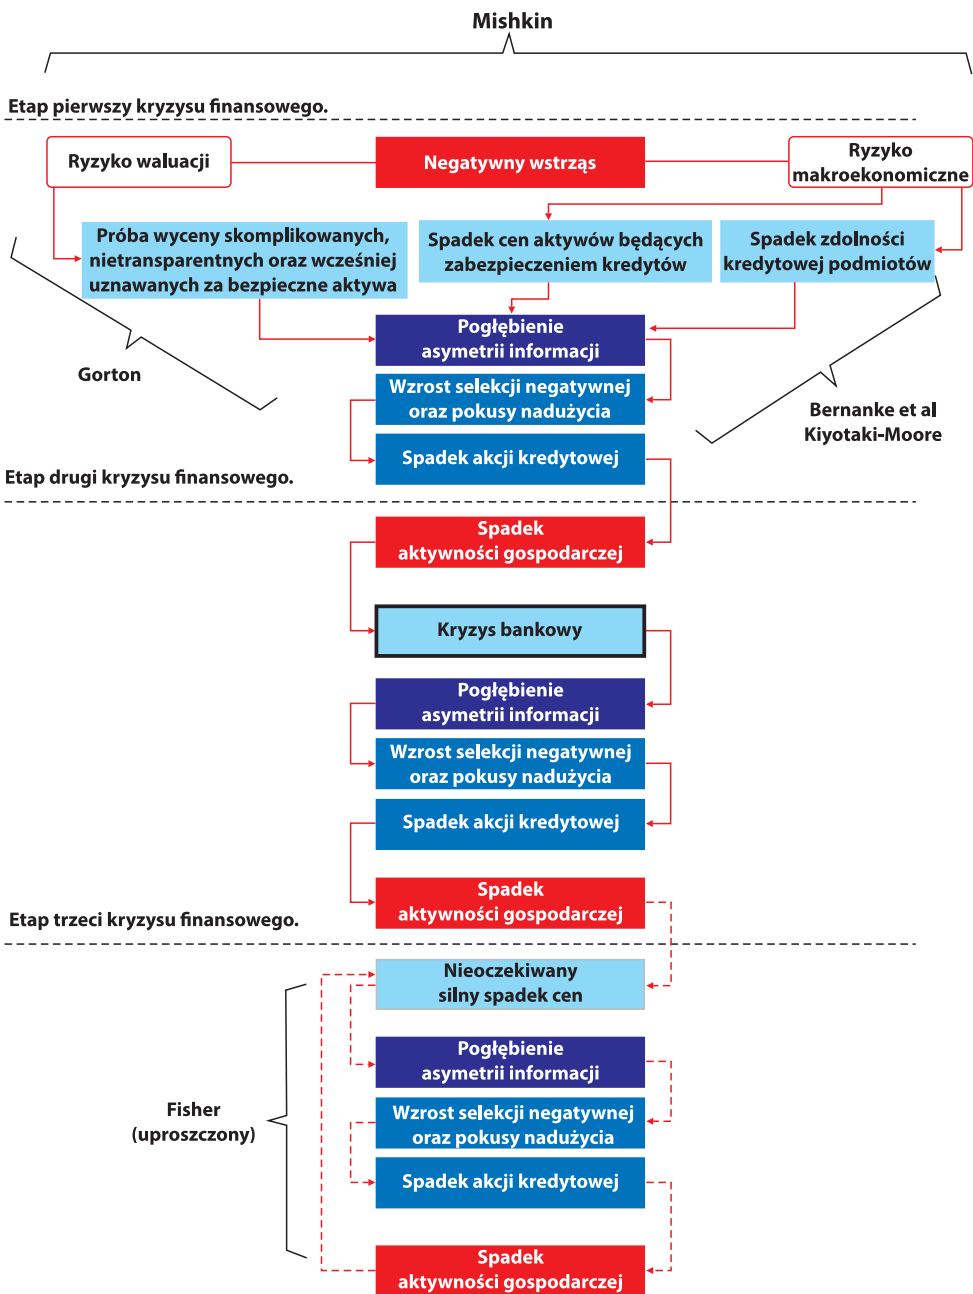 Mishkin
Etap pierwszy kryzysu finansowego.
Ryzyko waluacji
Negatywny wstrząs
Ryzyko
makroekonomiczne
Próba wyceny skomplikowanych,
nietransparentnych oraz wcześniej
uznawanych za bezpieczne aktywa
Spadek cen aktywów będących
zabezpieczeniem kredytów
Spadek zdolności
kredytowej podmiotów
Pogłębienie
asymetrii informacji
Gorton
Wzrost selekcji negatywnej
oraz pokusy nadużycia
Bernanke et al
Kiyotaki-Moore
Spadek akcji kredytowej
Etap drugi kryzysu finansowego.
Spadek
aktywności gospodarczej
Kryzys bankowy
Pogłębienie
asymetrii informacji
Wzrost selekcji negatywnej
oraz pokusy nadużycia
Spadek akcji kredytowej
Spadek
aktywności gospodarczej
Etap trzeci kryzysu finansowego.
Nieoczekiwany
silny spadek cen
Pogłębienie
asymetrii informacji
Fisher
(uproszczony)
Wzrost selekcji negatywnej
oraz pokusy nadużycia
Spadek akcji kredytowej
Spadek
aktywności gospodarczej